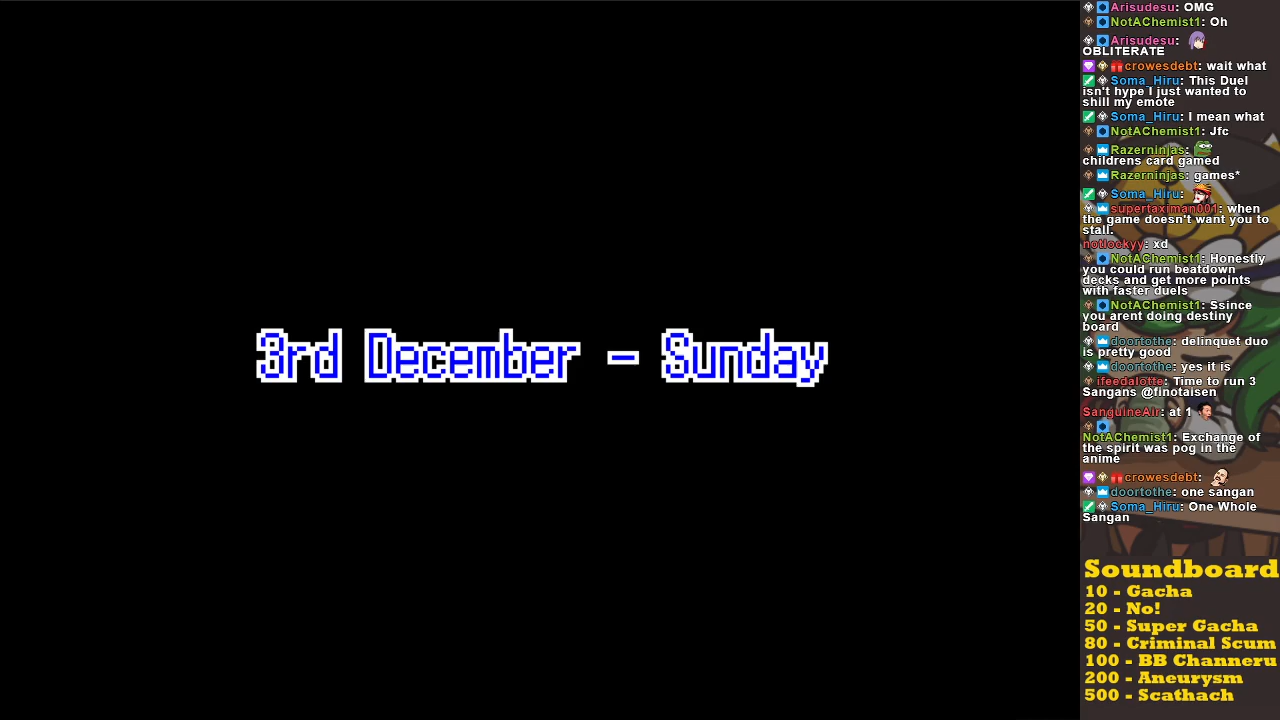 3rd December - Sunday
Arisudesu: OMG
NotAChemist1: Oh
Arisudesu:
OBLITERATE
crowesdebt: wait what
Soma_Hiru: This Duel
isn't hype I just wanted to
shill my emote
Soma_Hiru: I mean what
NotAChemist1: Jfc
Razerninjas:
childrens card gamed
Razerninjas: games*
Soma_Hiru:
supertaximan001: when
the game doesn't want you to
stall.
notlockyy: xd
NotAChemist1: Honestly
you could run beatdown
decks and get more points
with faster duels
NotAChemist1: Ssince
you arent doing destiny
board
doortothe: delinquet duo
is pretty good
doortothe: yes it is
ifeedalotte: Time to run 3
Sangans @finotaisen
SanguineAir: at 1
NotAChemist1: Exchange of
the spirit was pog in the
anime
crowesdebt:
doortothe: one sangan
Soma_Hiru: One Whole
Sangan
Soundboard
10 - Gacha
20 - No!
50 - Super Gacha
80 - Criminal Scum
100 - BB Channeru
200 - Aneurysm
500 - Scathach